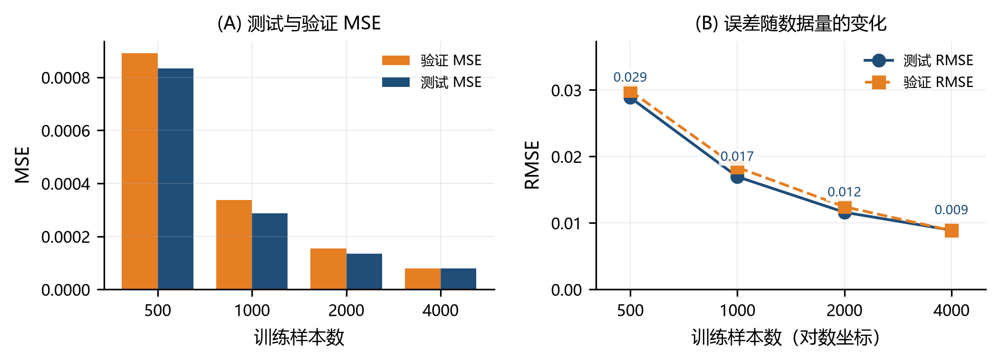 (A) 测试与验证 MSE
验证 MSE
测试 MSE
MSE
0.0008
0.0006
0.0004
0.0002
0.0000
500 1000 2000 4000
训练样本数
(B) 误差随数据量的变化
测试 RMSE
验证 RMSE
RMSE
0.03
0.02
0.01
0.00
0.029
0.017
0.012
0.009
500 1000 2000 4000
训练样本数（对数坐标）